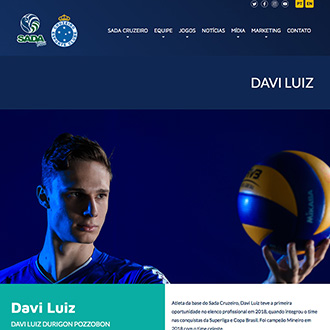 SADA
PT EN
SADA CRUZEIRO EQUIPE JOGOS NOTÍCIAS MÍDIA MARKETING CONTATO
DAVI LUIZ
MIKASA
Davi Luiz
DAVI LUIZ DURIGON POZZOBON
Atleta da base do Sada Cruzeiro, Davi Luiz teve a primeira
oportunidade no elenco profissional em 2018, quando integrou o time
nas conquistas da Superliga e Copa Brasil. Foi campeão Mineiro em
2018 com o time celeste.